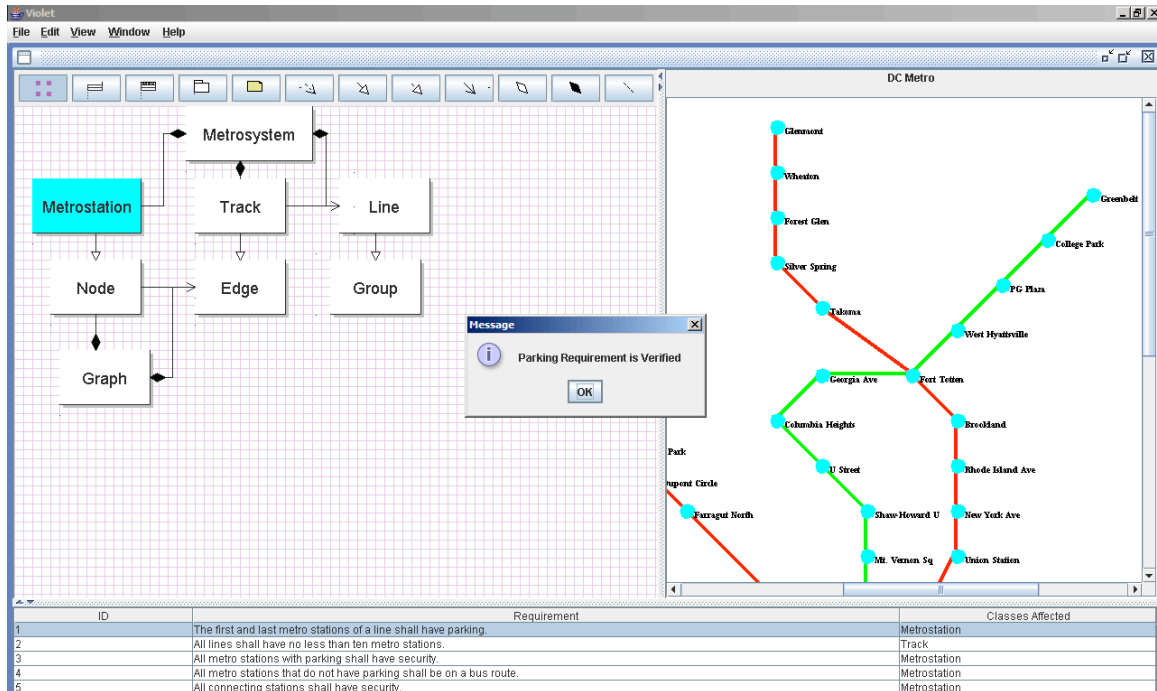 Violet
File Edit View Window Help
DC Metro
Metrosystem
Metrostation
Track
Line
Node
Edge
Group
Graph
Message
Parking Requirement is Verified
OK
Glenmont
Wheaton
Forest Glen
Silver Spring
Takoma
Greenbelt
College Park
PG Plaza
West Hyattsville
Georgia Ave
Fort Totten
Columbia Heights
Brookland
Park
U Street
Rhode Island Ave
upont Circle
Farragut North
Shaw-Howard U
New York Ave
Mt. Vernon Sq
Union Station
ID Requirement Classes Affected
1 The first and last metro stations of a line shall have parking. Metrostation
2 All lines shall have no less than ten metro stations. Track
3 All metro stations with parking shall have security. Metrostation
4 All metro stations that do not have parking shall be on a bus route. Metrostation
5 All connecting stations shall have security. Metrostation